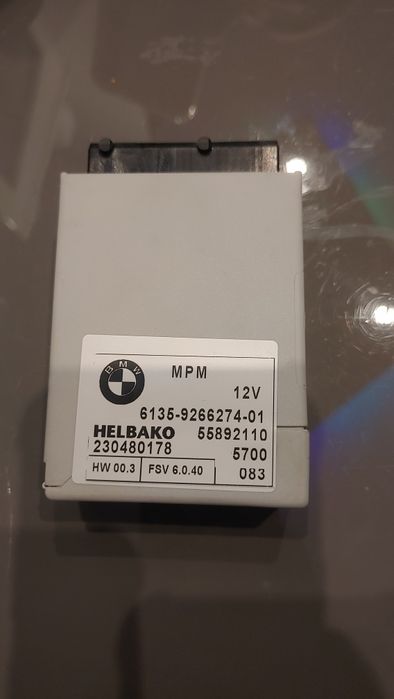 BMW
MPM
12V
6135-9266274-01
HELBAKO 55892110
230480178 5700
HW 00.3 FSV 6.0.40 083